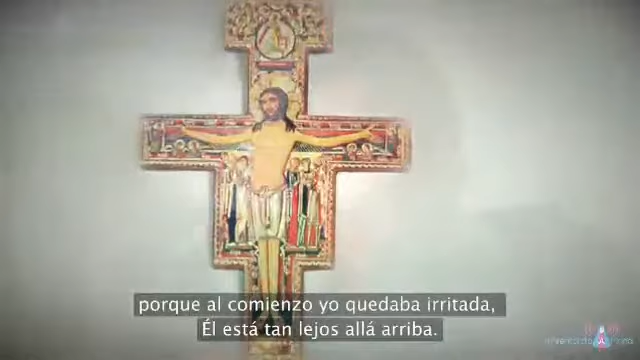 porque al comienzo yo quedaba irritada,
Él está tan lejos allá arriba.